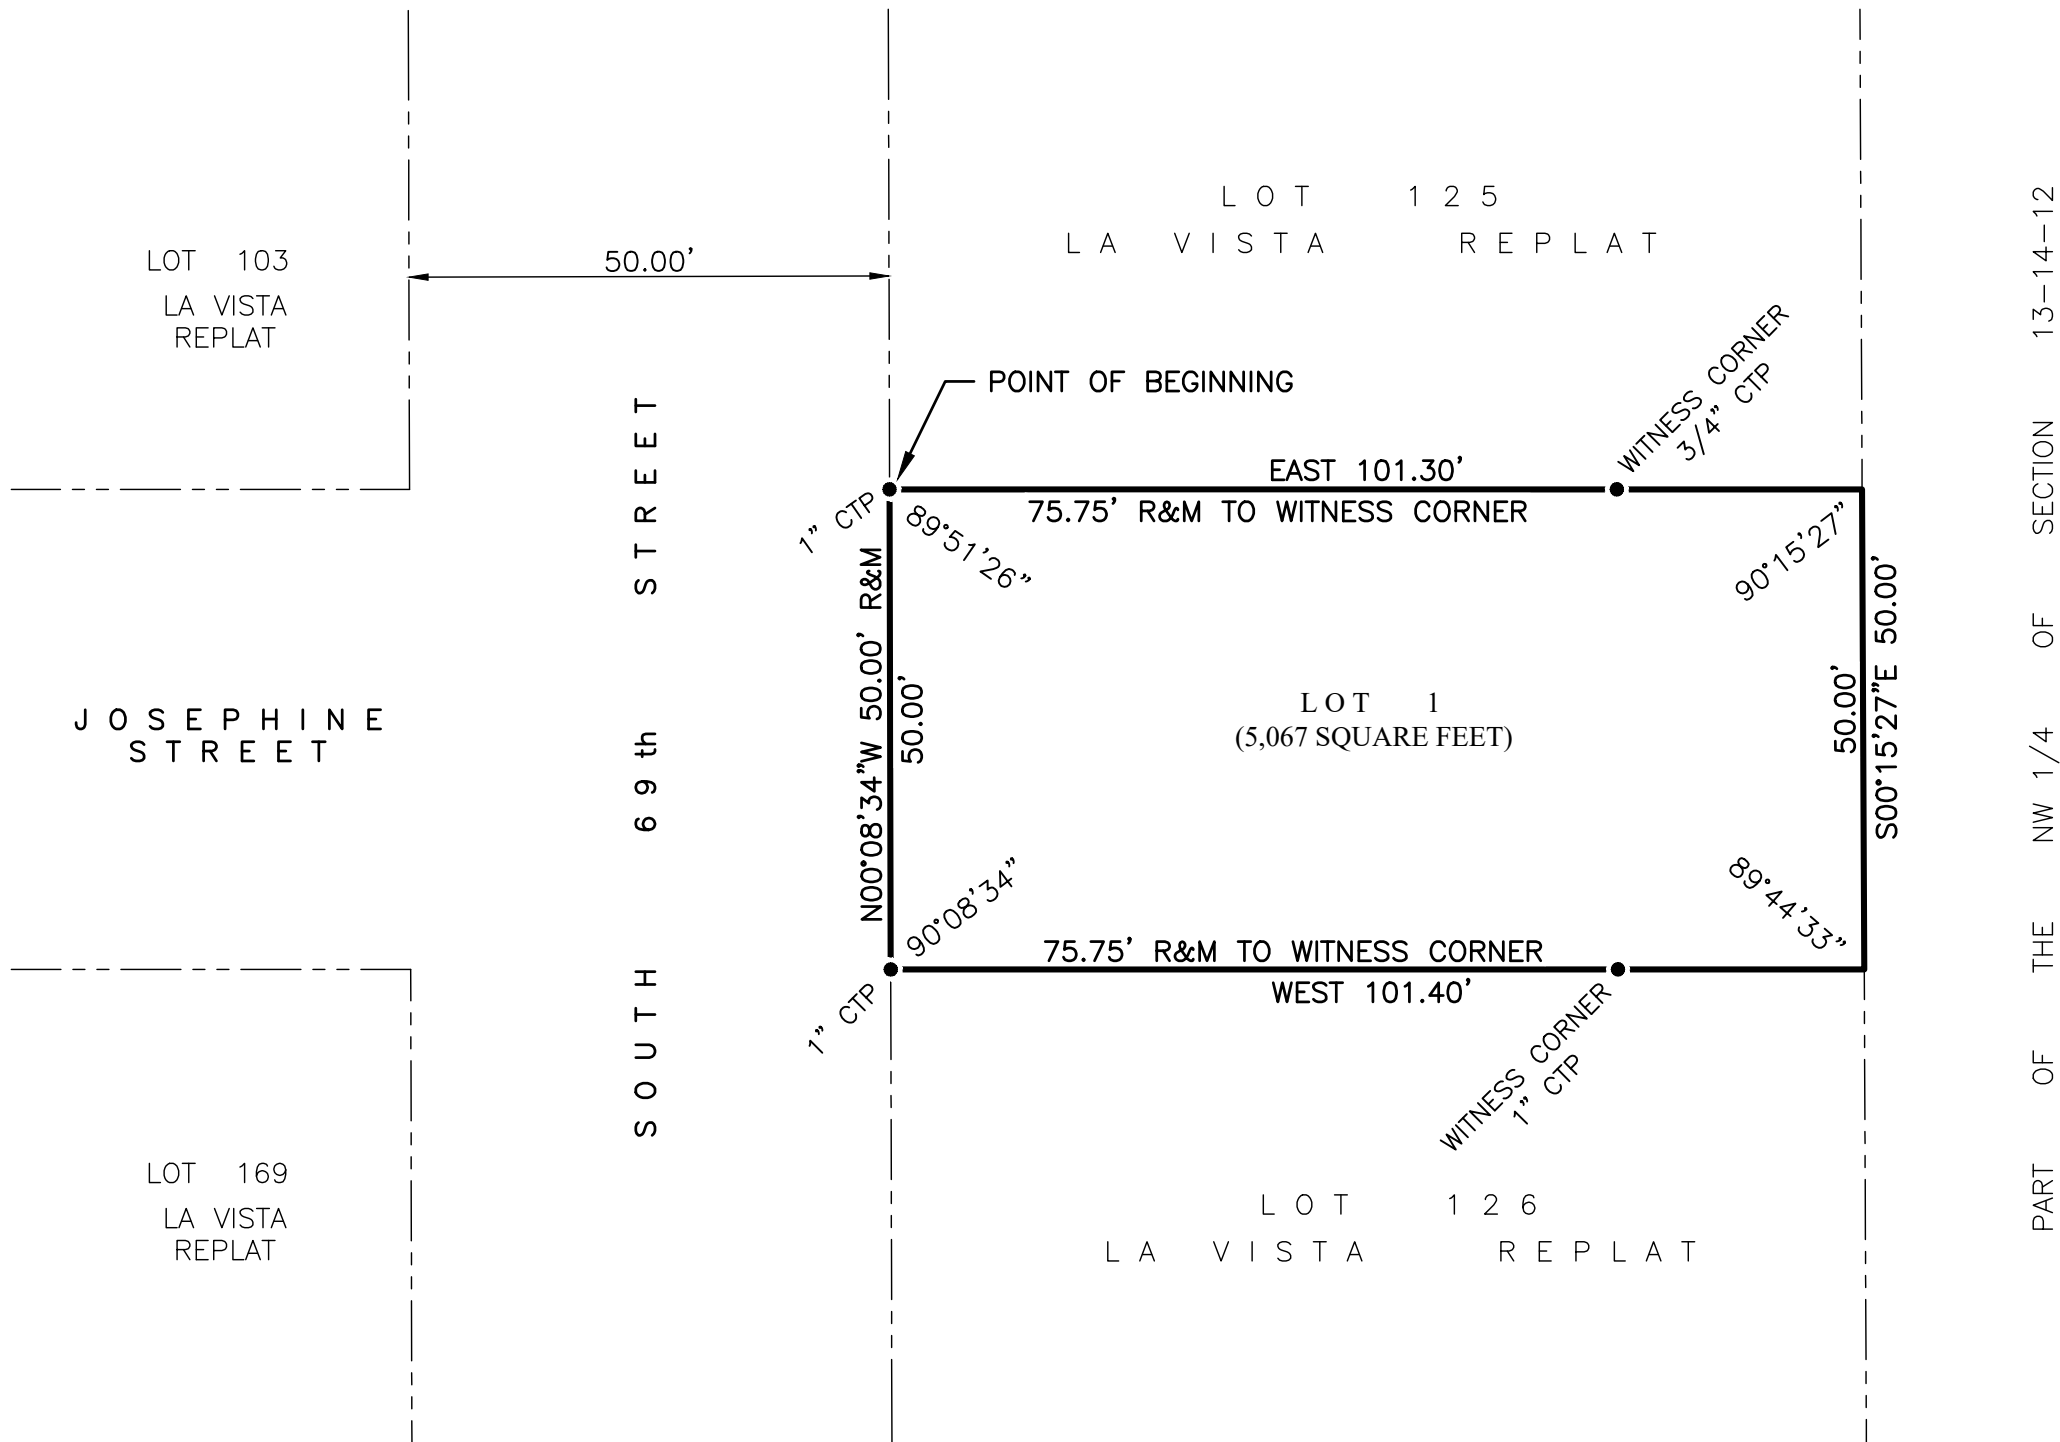 LOT 103
LA VISTA
REPLAT
50.00'
LOT 125
LA VISTA REPLAT
POINT OF BEGINNING
WITNESS CORNER
3/4" CTP
EAST 101.30'
75.75' R&M TO WITNESS CORNER
1" CTP
89°51'26"
90°15'27"
N00°08'34"W 50.00' R&M
50.00'
LOT 1
(5,067 SQUARE FEET)
50.00'
S00°15'27"E 50.00'
JOSEPHINE
STREET
SOUTH 69th STREET
90°08'34"
89°44'33"
75.75' R&M TO WITNESS CORNER
WEST 101.40'
1" CTP
WITNESS CORNER
1" CTP
LOT 169
LA VISTA
REPLAT
LOT 126
LA VISTA REPLAT
PART OF THE NW 1/4 OF SECTION 13-14-12